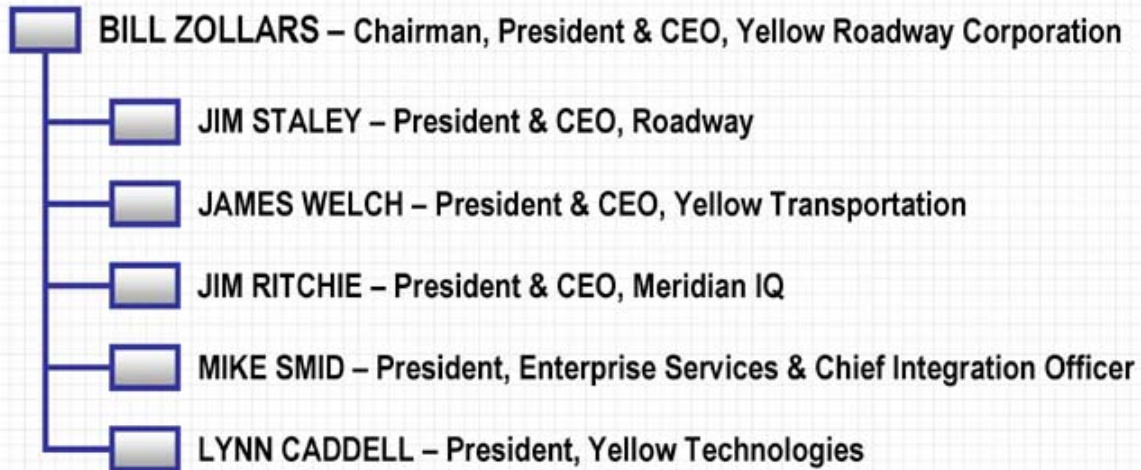 BILL ZOLLARS – Chairman, President & CEO, Yellow Roadway Corporation
JIM STALEY – President & CEO, Roadway
JAMES WELCH – President & CEO, Yellow Transportation
JIM RITCHIE – President & CEO, Meridian IQ
MIKE SMID – President, Enterprise Services & Chief Integration Officer
LYNN CADDELL – President, Yellow Technologies